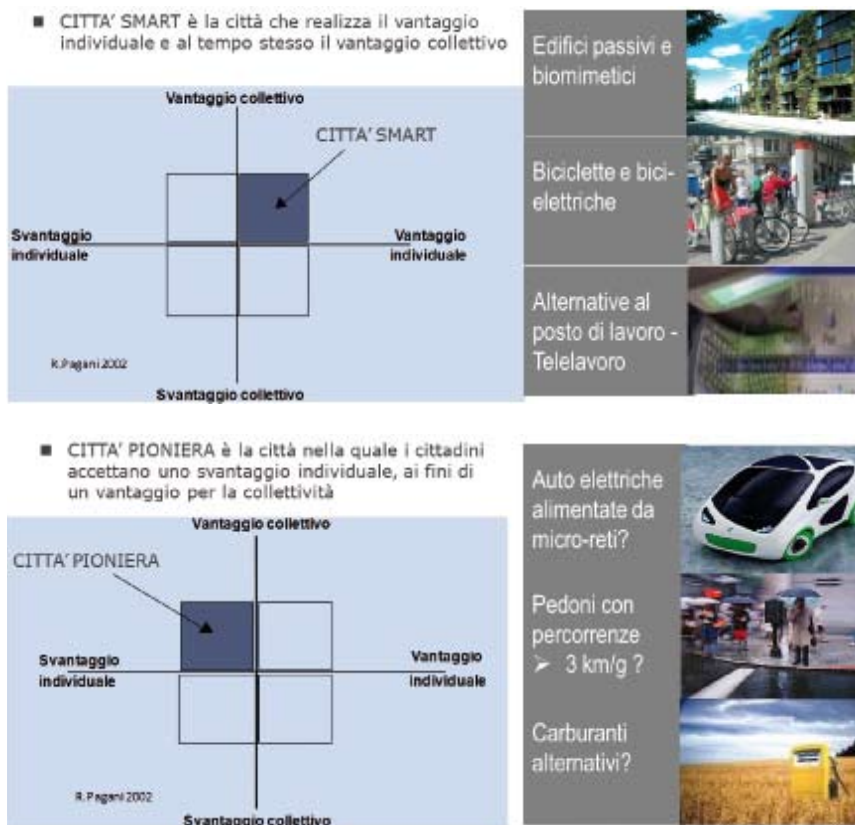 ■ CITTA' SMART è la città che realizza il vantaggio
individuale e al tempo stesso il vantaggio collettivo
Vantaggio collettivo
CITTA' SMART
Svantaggio
individuale
Vantaggio
individuale
R.Pagani 2002
Svantaggio collettivo
Edifici passivi e
biomimetici
Biciclette e bici-
elettriche
Alternative al
posto di lavoro -
Telelavoro
■ CITTA' PIONIERA è la città nella quale i cittadini
accettano uno svantaggio individuale, ai fini di
un vantaggio per la collettività
Vantaggio collettivo
CITTA' PIONIERA
Svantaggio
individuale
Vantaggio
individuale
R.Pagani 2002
Svantaggio collettivo
Auto elettriche
alimentate da
micro-reti?
Pedoni con
percorrenze
➢ 3 km/g ?
Carburanti
alternativi?